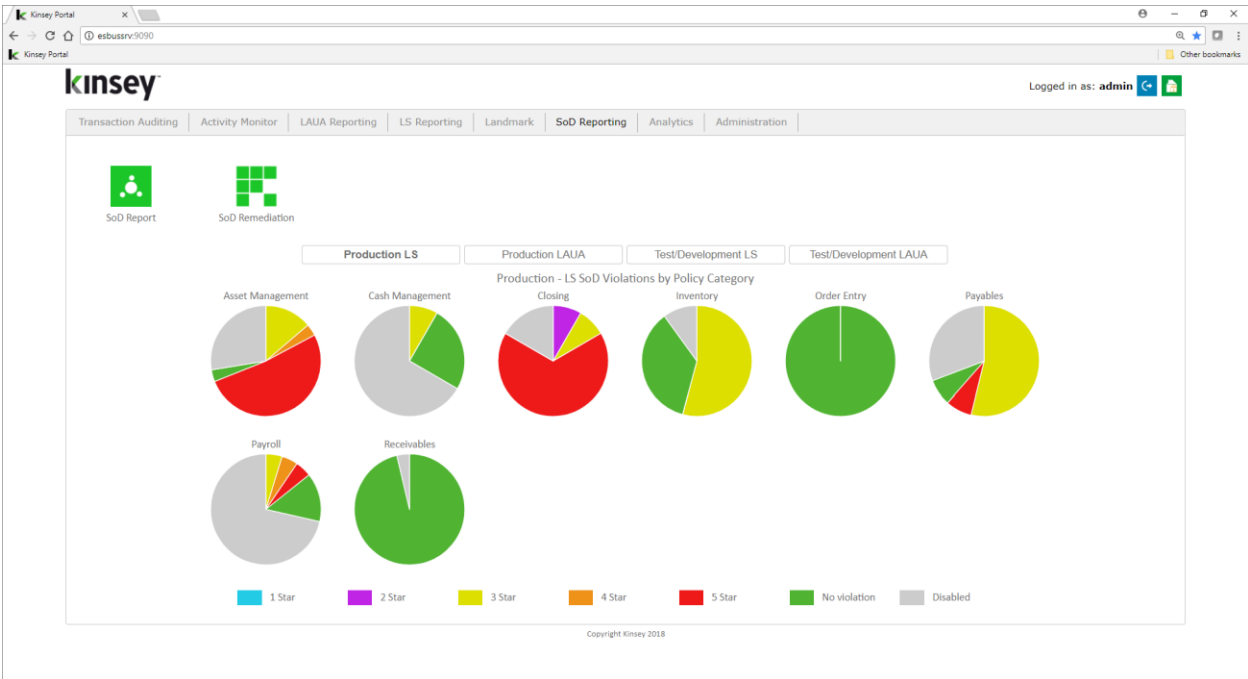 Kinsey Portal
esbussrv:9090
Kinsey Portal
Other bookmarks
kinsey™
Logged in as: admin
Transaction Auditing Activity Monitor LAUA Reporting LS Reporting Landmark SoD Reporting Analytics Administration
SoD Report SoD Remediation
Production LS Production LAUA Test/Development LS Test/Development LAUA
Production - LS SoD Violations by Policy Category
Asset Management Cash Management Closing Inventory Order Entry Payables
Payroll Receivables
1 Star 2 Star 3 Star 4 Star 5 Star No violation Disabled
Copyright Kinsey 2018